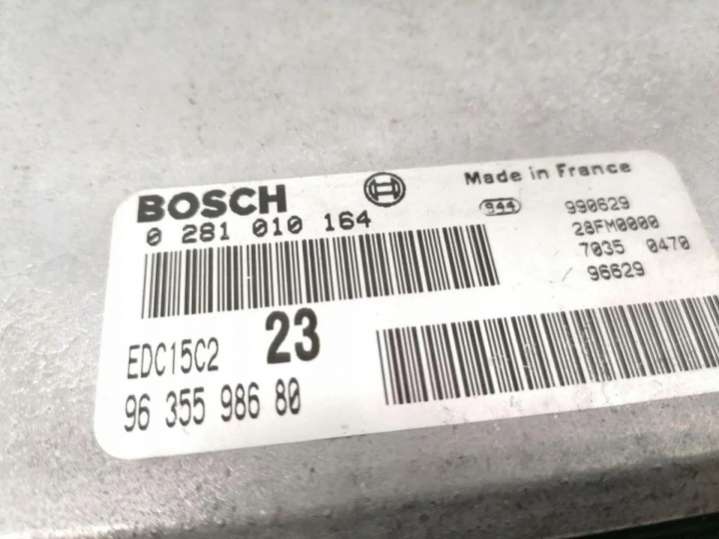 BOSCH
Made in France
0 281 010 164
944
990629
28FM0000
7035 0470
96629
EDC15C2
23
96 355 986 80